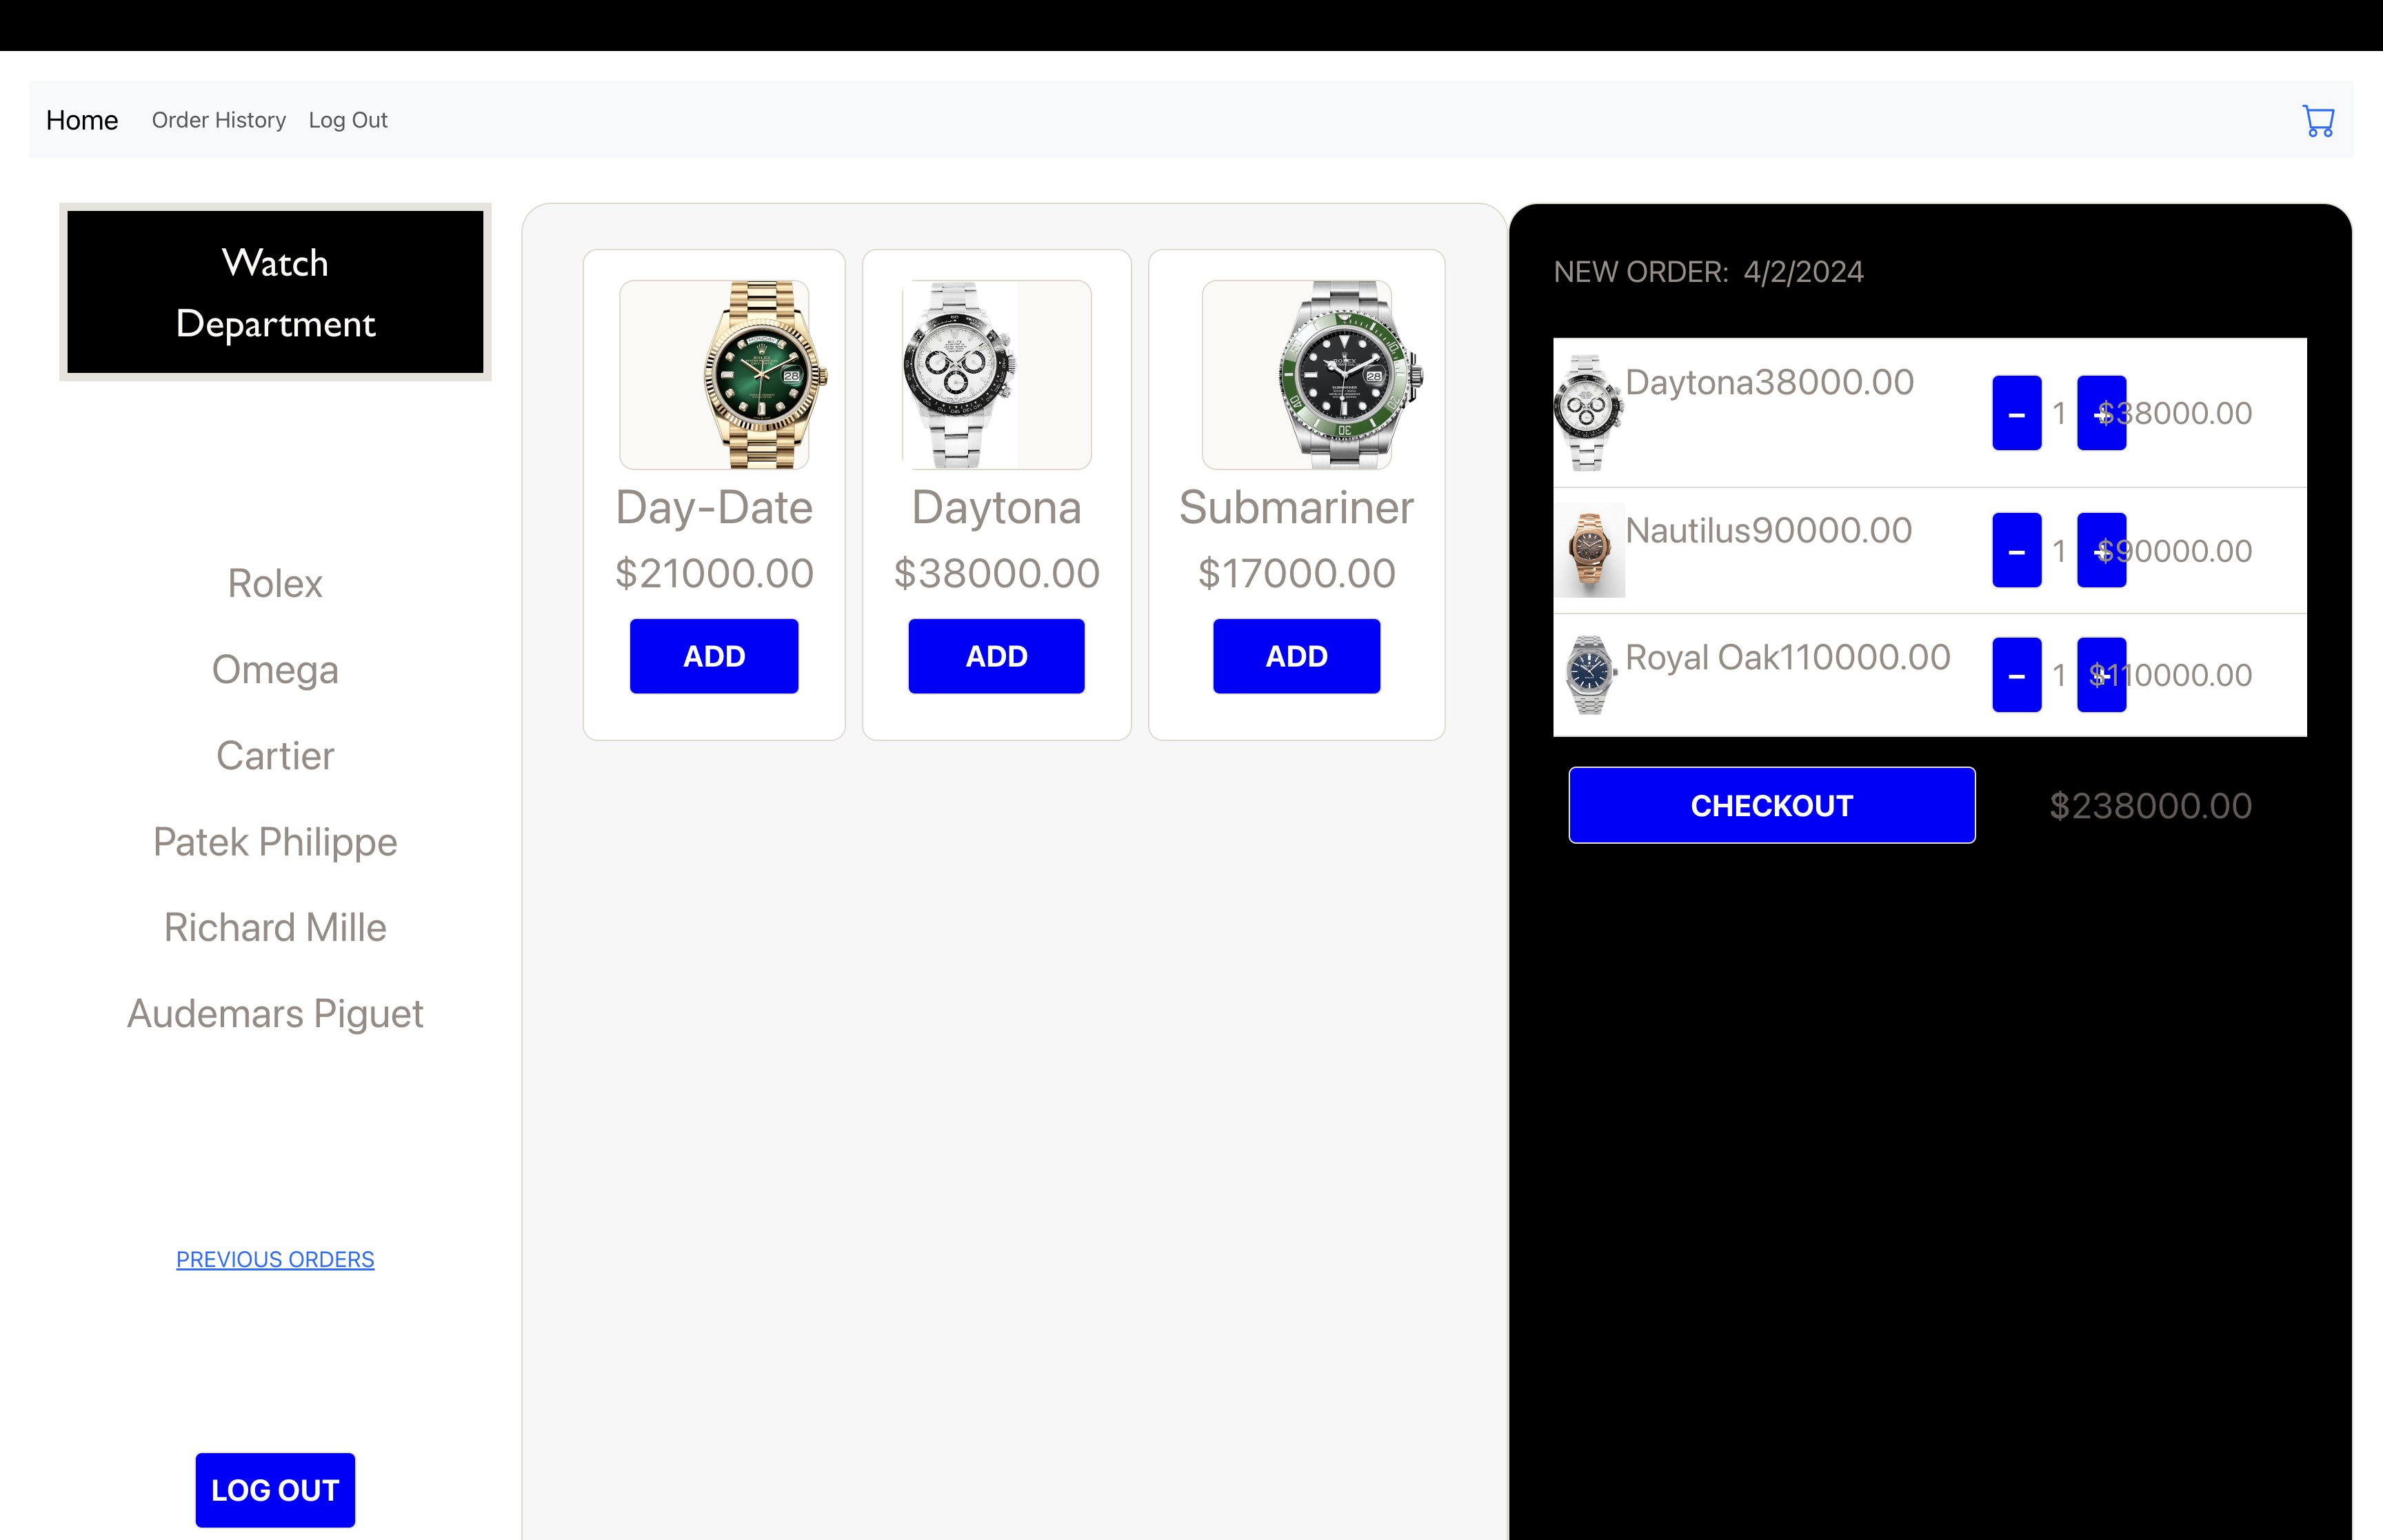 Home
Order History
Log Out
Watch
Department
Rolex
Omega
Cartier
Patek Philippe
Richard Mille
Audemars Piguet
PREVIOUS ORDERS
LOG OUT
Day-Date
$21000.00
ADD
Daytona
$38000.00
ADD
Submariner
$17000.00
ADD
NEW ORDER: 4/2/2024
Daytona38000.00
− 1 + $38000.00
Nautilus90000.00
− 1 + $90000.00
Royal Oak110000.00
− 1 + $110000.00
CHECKOUT
$238000.00